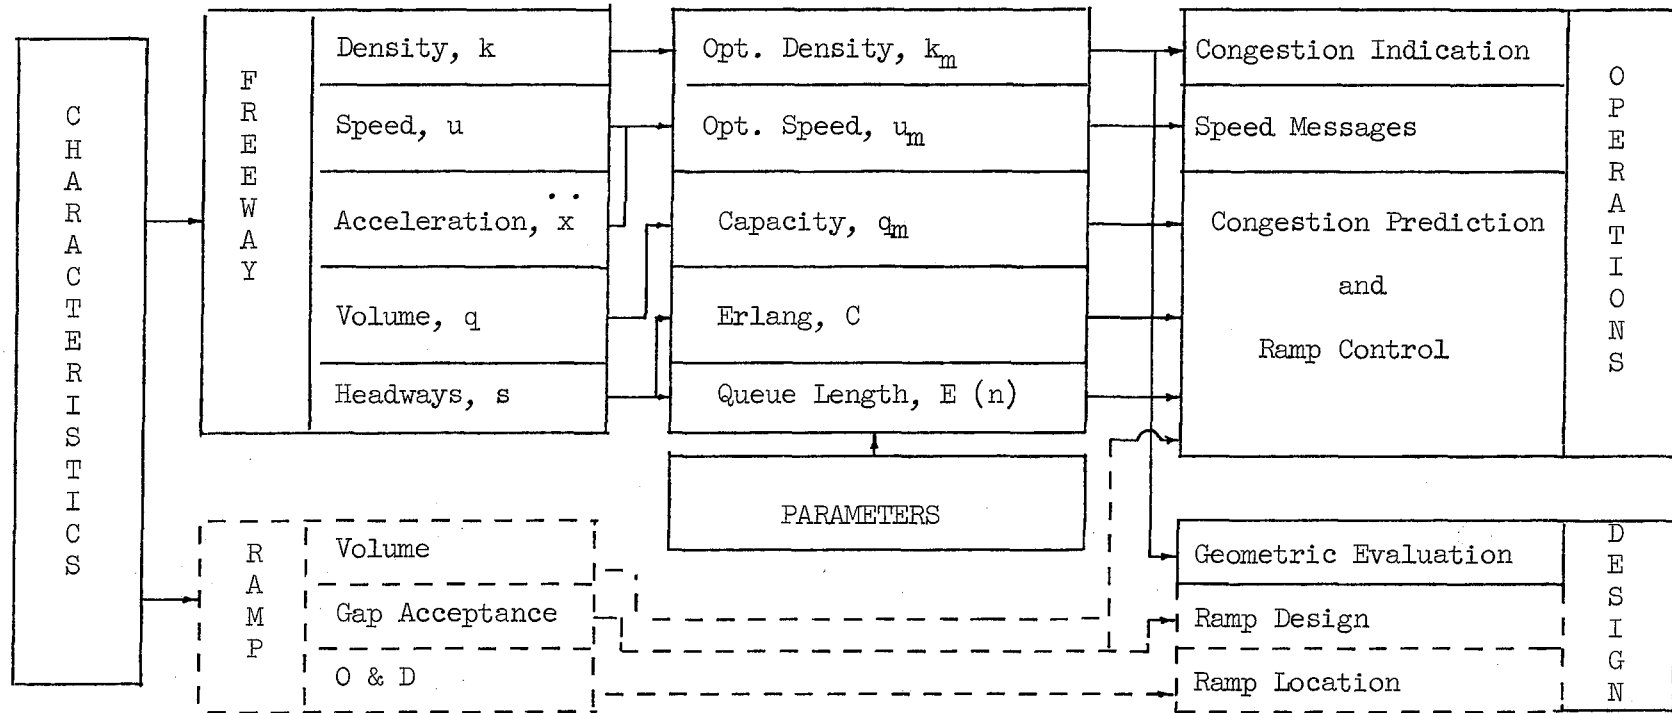 CHARACTERISTICS
FREEWAY
Density, k
Speed, u
Acceleration, ẍ
Volume, q
Headways, s
Opt. Density, kₘ
Opt. Speed, uₘ
Capacity, qₘ
Erlang, C
Queue Length, E (n)
PARAMETERS
Congestion Indication
Speed Messages
Congestion Prediction
and
Ramp Control
OPERATIONS
RAMP
Volume
Gap Acceptance
O & D
Geometric Evaluation
Ramp Design
Ramp Location
DESIGN